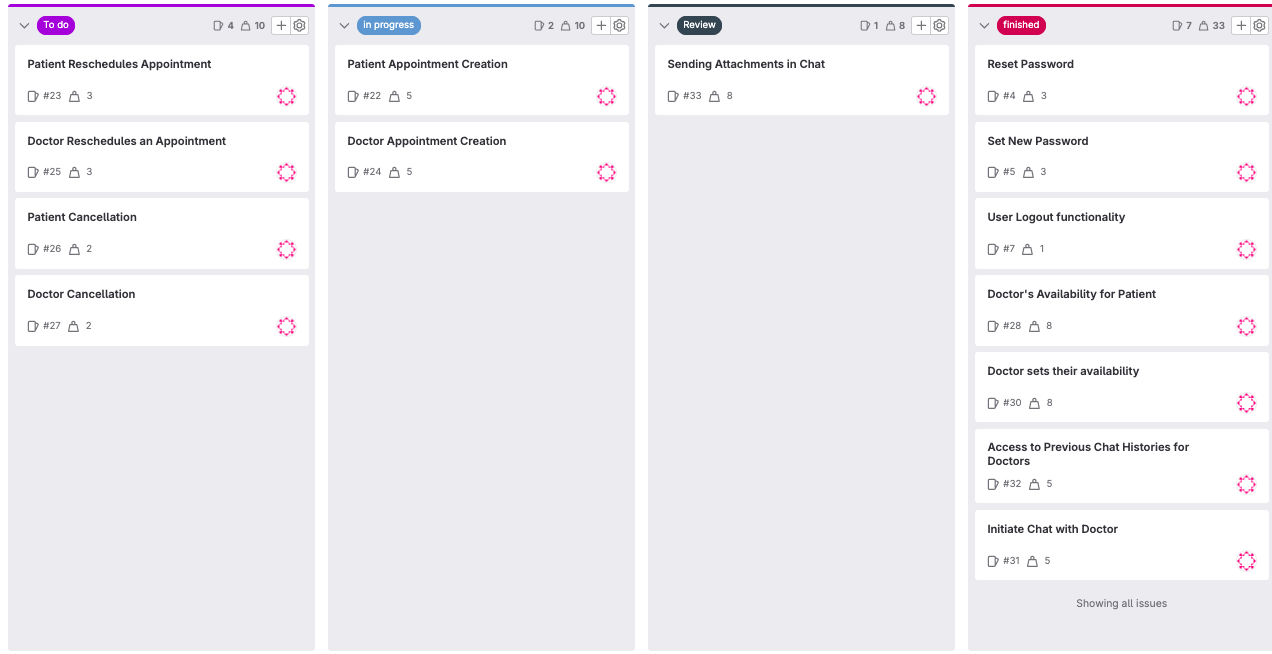 To do
4 10
Patient Reschedules Appointment
#23 3
Doctor Reschedules an Appointment
#25 3
Patient Cancellation
#26 2
Doctor Cancellation
#27 2
in progress
2 10
Patient Appointment Creation
#22 5
Doctor Appointment Creation
#24 5
Review
1 8
Sending Attachments in Chat
#33 8
finished
7 33
Reset Password
#4 3
Set New Password
#5 3
User Logout functionality
#7 1
Doctor's Availability for Patient
#28 8
Doctor sets their availability
#30 8
Access to Previous Chat Histories for
Doctors
#32 5
Initiate Chat with Doctor
#31 5
Showing all issues